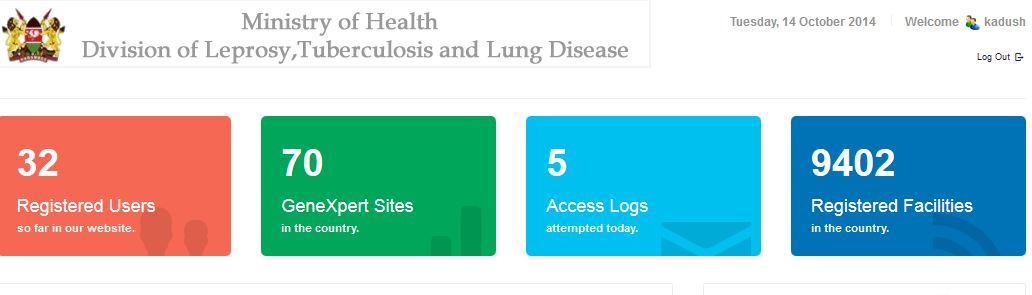 Ministry of Health
Division of Leprosy,Tuberculosis and Lung Disease
Tuesday, 14 October 2014
Welcome kadush
Log Out
32
Registered Users
so far in our website.
70
GeneXpert Sites
in the country.
5
Access Logs
attempted today.
9402
Registered Facilities
in the country.